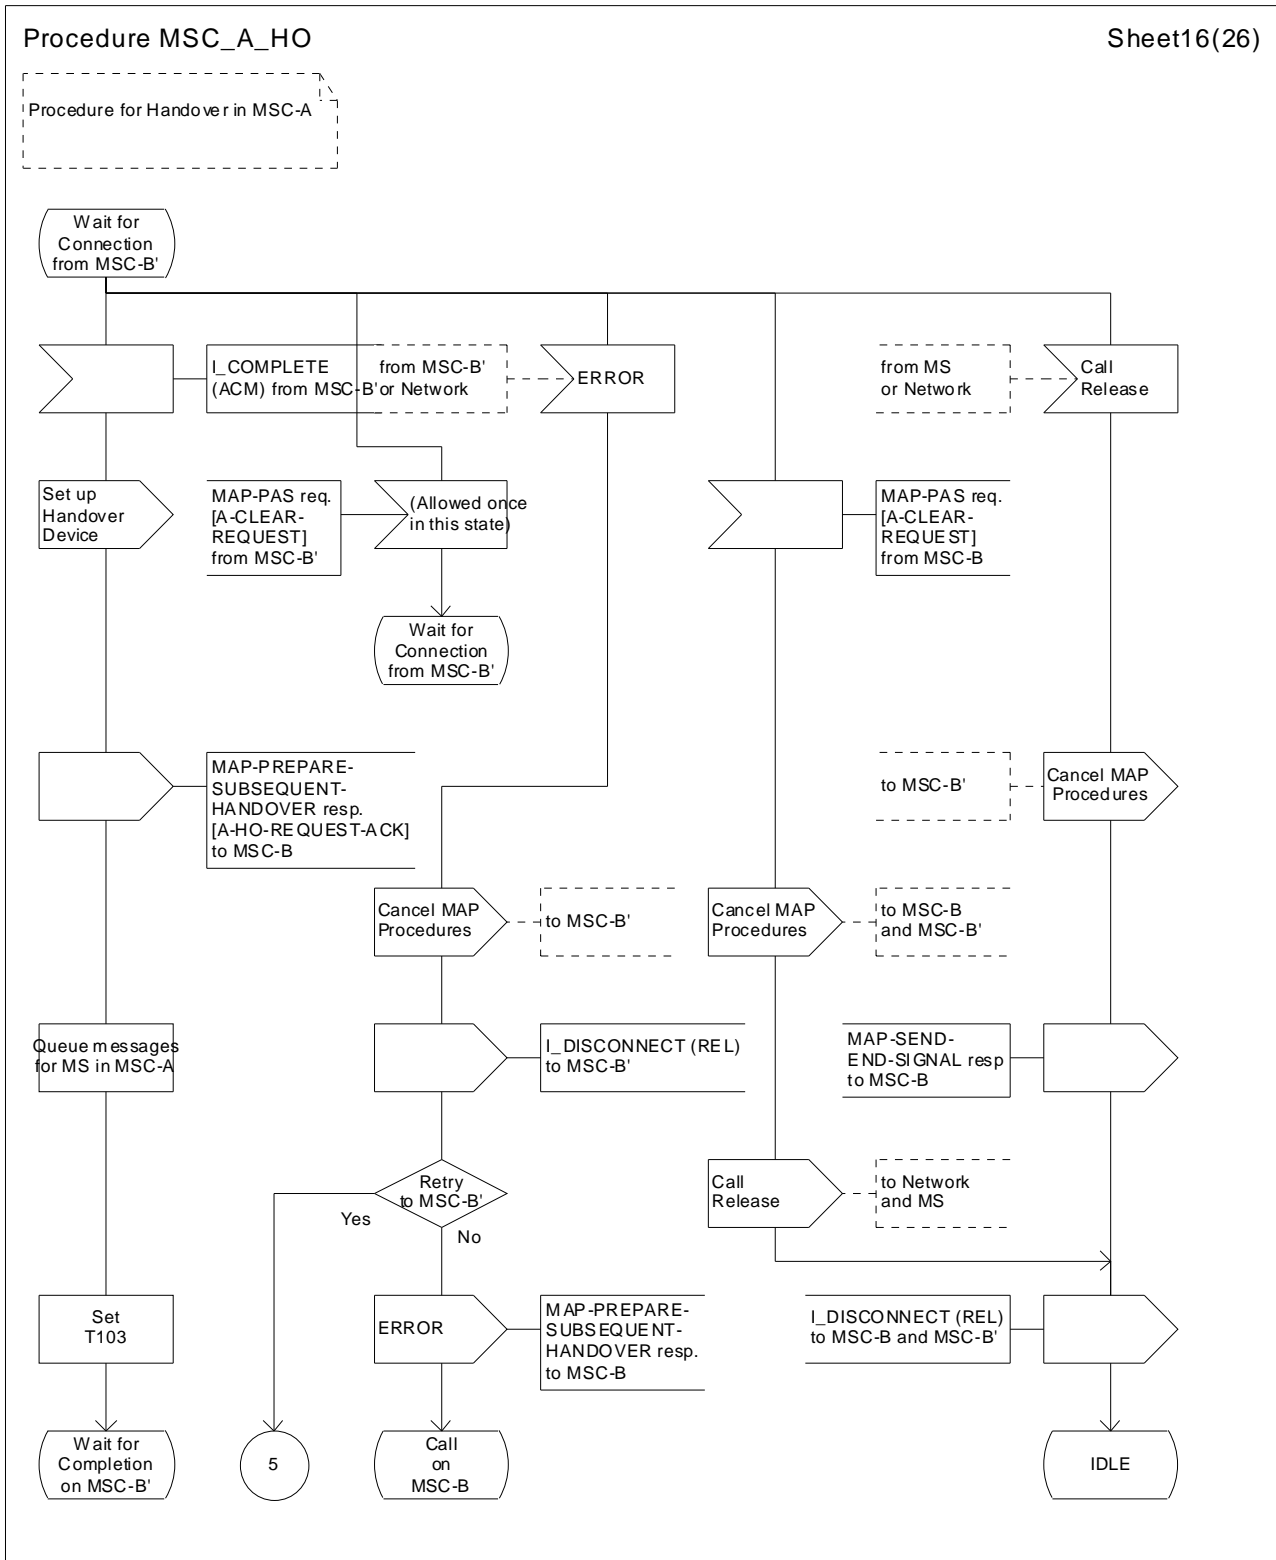 Procedure MSC_A_HO
Sheet16(26)
Procedure for Handover in MSC-A
Wait for
Connection
from MSC-B'
I_COMPLETE
(ACM) from MSC-B'
from MSC-B'
or Network
ERROR
from MS
or Network
Call
Release
Set up
Handover
Device
MAP-PAS req.
[A-CLEAR-
REQUEST]
from MSC-B'
(Allowed once
in this state)
MAP-PAS req.
[A-CLEAR-
REQUEST]
from MSC-B
Wait for
Connection
from MSC-B'
MAP-PREPARE-
SUBSEQUENT-
HANDOVER resp.
[A-HO-REQUEST-ACK]
to MSC-B
to MSC-B'
Cancel MAP
Procedures
Cancel MAP
Procedures
to MSC-B'
Cancel MAP
Procedures
to MSC-B
and MSC-B'
Queue messages
for MS in MSC-A
I_DISCONNECT (REL)
to MSC-B'
MAP-SEND-
END-SIGNAL resp
to MSC-B
Retry
to MSC-B'
Yes
No
Call
Release
to Network
and MS
Set
T103
ERROR
MAP-PREPARE-
SUBSEQUENT-
HANDOVER resp.
to MSC-B
I_DISCONNECT (REL)
to MSC-B and MSC-B'
Wait for
Completion
on MSC-B'
5
Call
on
MSC-B
IDLE